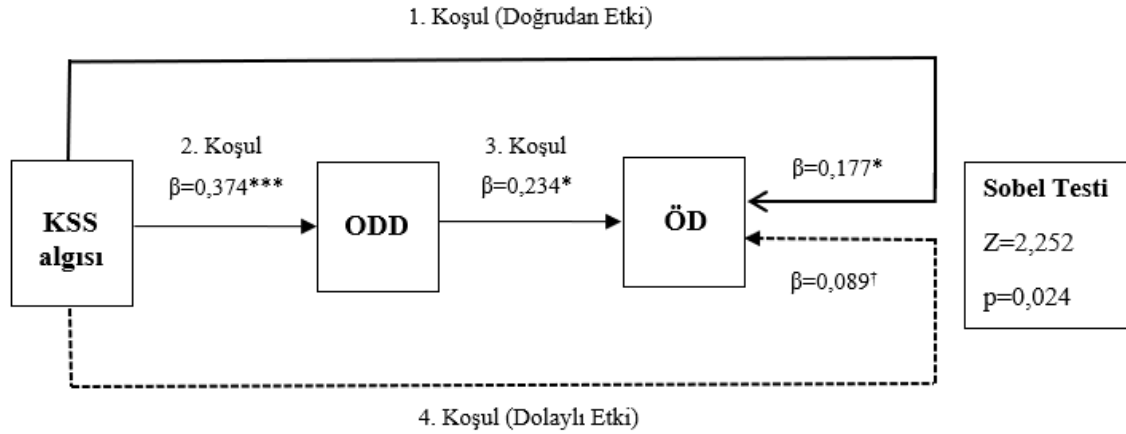 1. Koşul (Doğrudan Etki)
2. Koşul
β=0,374***
3. Koşul
β=0,234*
β=0,177*
KSS
algısı
ODD
ÖD
β=0,089†
Sobel Testi
Z=2,252
p=0,024
4. Koşul (Dolaylı Etki)